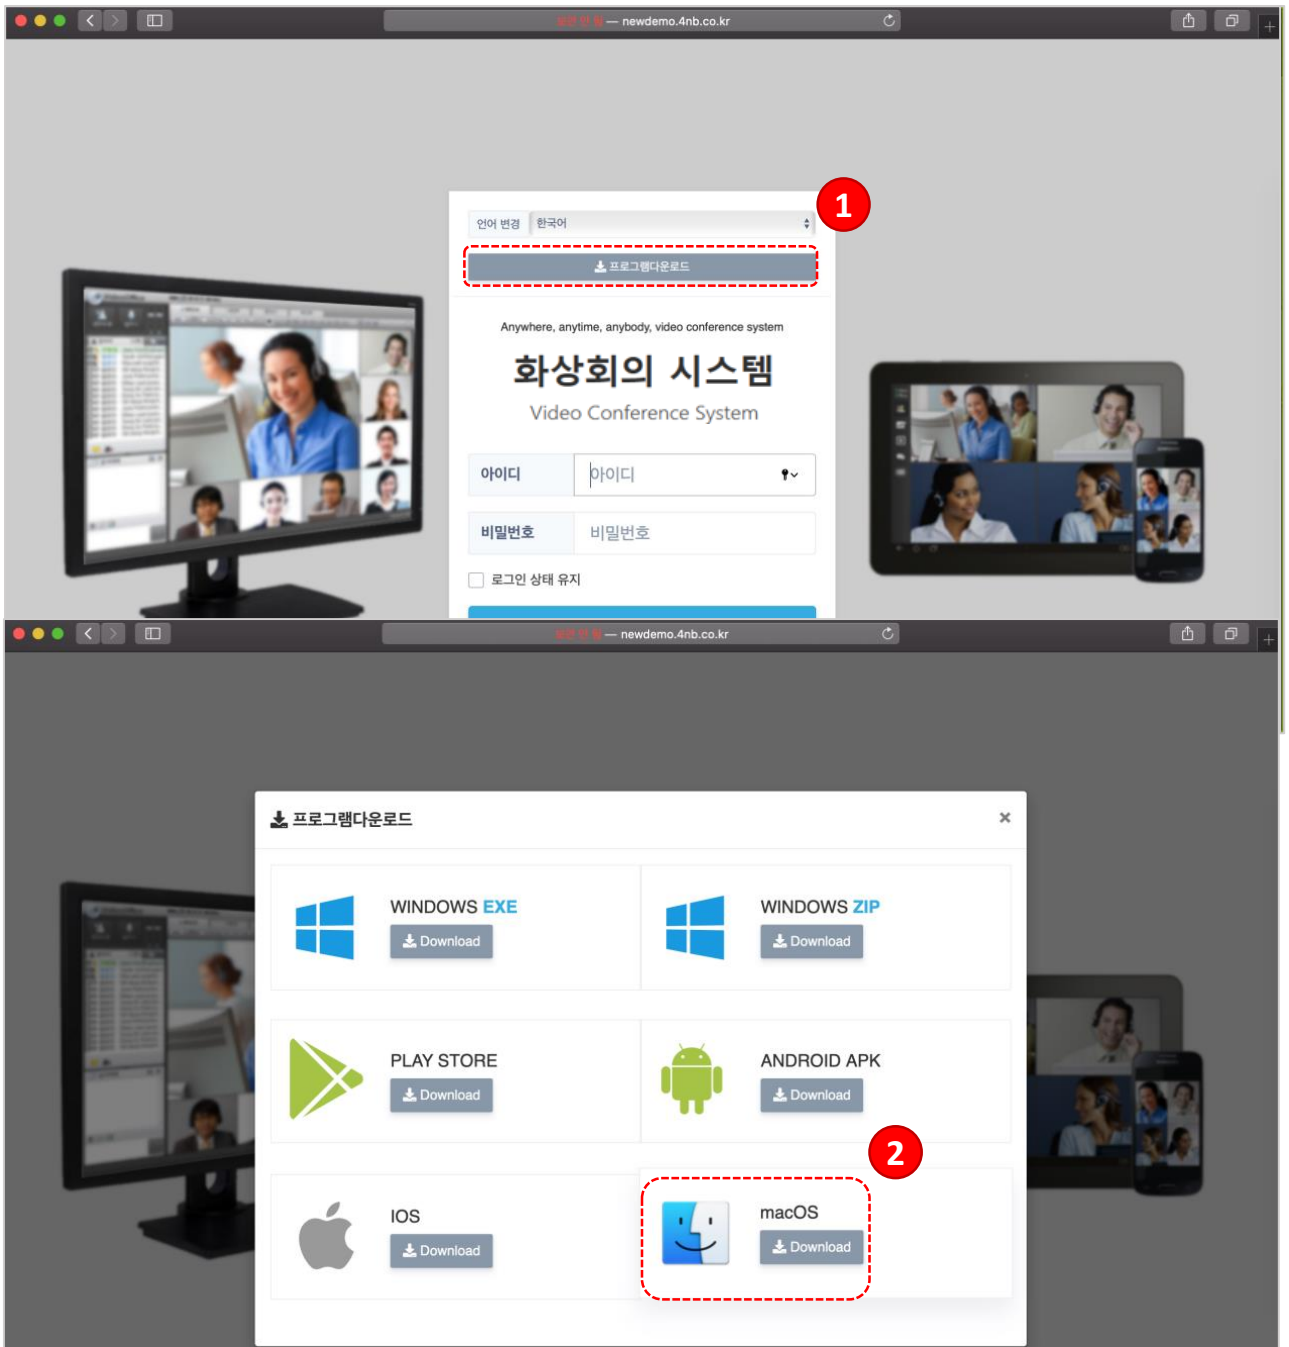 — newdemo.4nb.co.kr
1
언어 변경 한국어
프로그램다운로드
Anywhere, anytime, anybody, video conference system
화상회의 시스템
Video Conference System
아이디 아이디
비밀번호 비밀번호
로그인 상태 유지
— newdemo.4nb.co.kr
프로그램다운로드 ×
WINDOWS EXE
Download
WINDOWS ZIP
Download
PLAY STORE
Download
ANDROID APK
Download
2
IOS
Download
macOS
Download